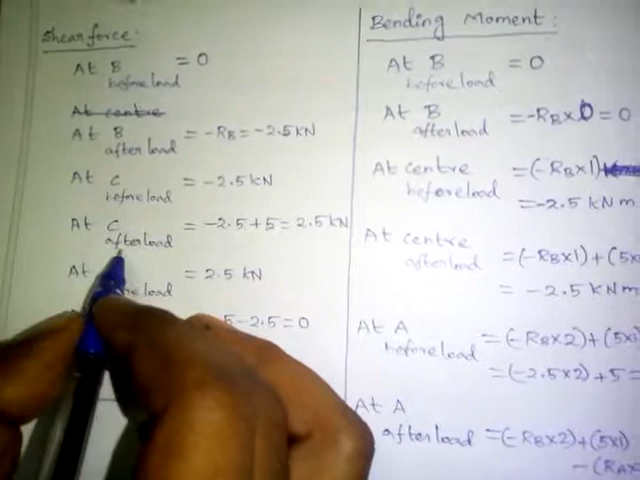 Shear force:
At B before load = 0
At centre
At B after load = -RB = -2.5 KN
At C before load = -2.5 KN
At C after load = -2.5 + 5 = 2.5 KN
At load = 2.5 KN
5 - 2.5 = 0
Bending Moment:
At B before load = 0
At B after load = -RB x 0 = 0
At centre before load = (-RB x 1)
= -2.5 KNm
At centre after load = (-RB x 1) + (5x
= -2.5 KNm
At A before load = (-RB x 2) + (5x
= (-2.5 x 2) + 5 =
At A after load = (-RB x 2) + (5x1)
- (RAx